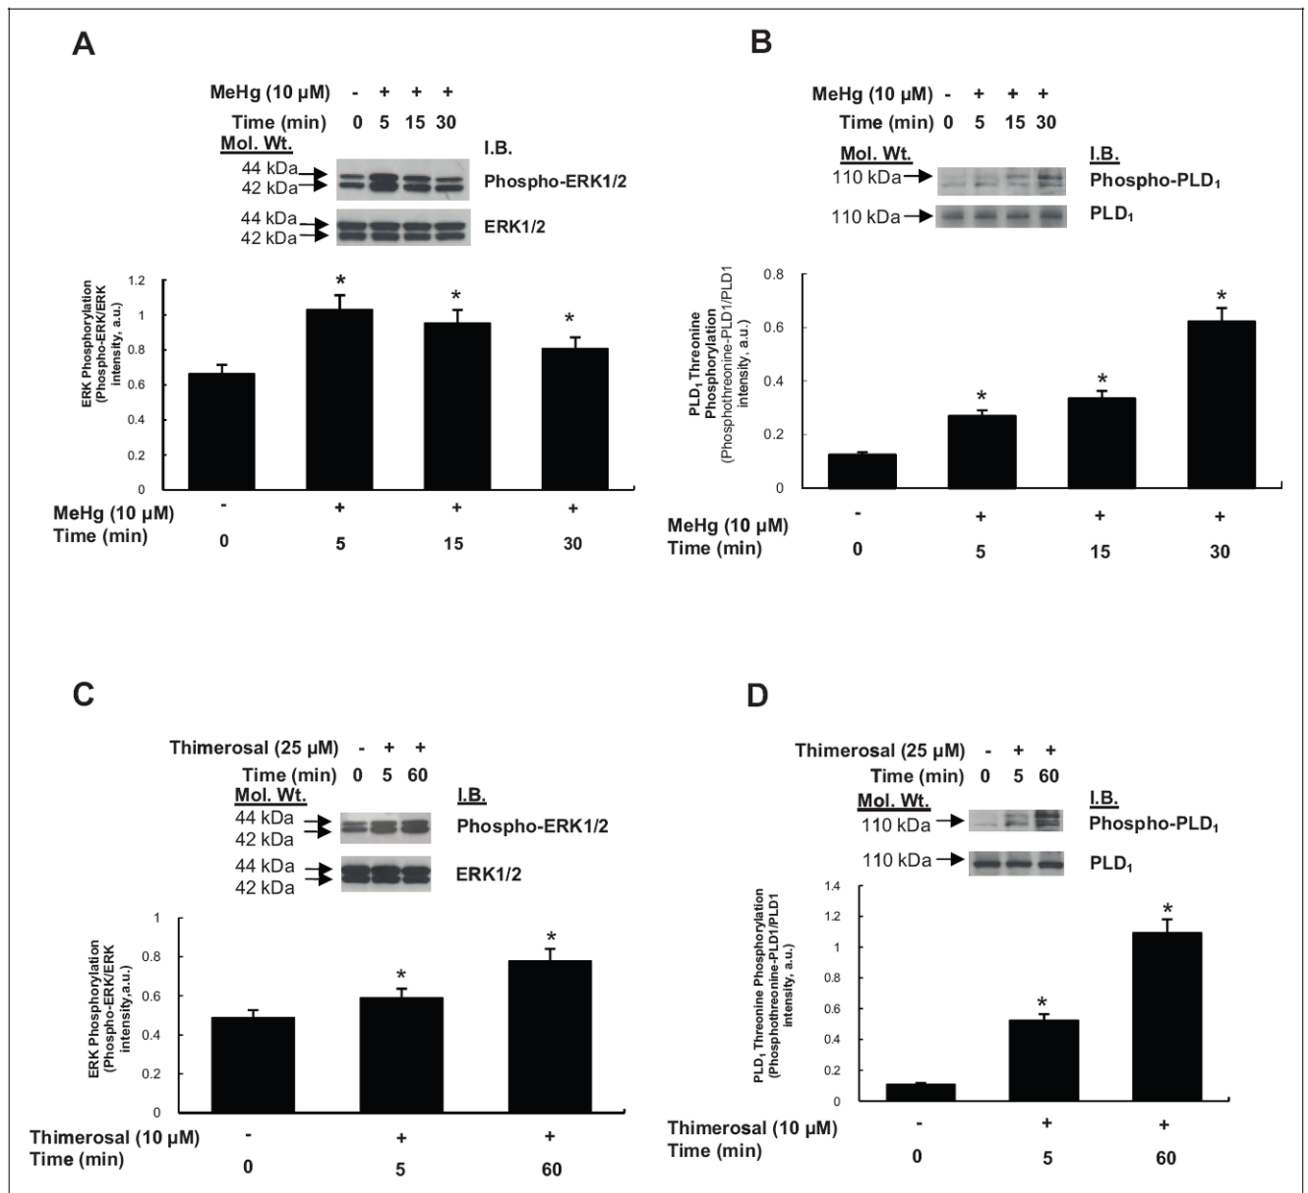 A
MeHg (10 µM) - + + +
Time (min) 0 5 15 30
Mol. Wt. I.B.
44 kDa
42 kDa
Phospho-ERK1/2
44 kDa
42 kDa
ERK1/2
ERK Phosphorylation
(Phospho-ERK/ERK
intensity, a.u.)
1.2
1
0.8
0.6
0.4
0.2
0
* * *
MeHg (10 µM) - + + +
Time (min) 0 5 15 30
B
MeHg (10 µM) - + + +
Time (min) 0 5 15 30
Mol. Wt. I.B.
110 kDa Phospho-PLD₁
110 kDa PLD₁
PLD₁ Threonine
Phosphorylation
(Phosphothreonine-PLD1/PLD1
intensity, a.u.)
0.8
0.6
0.4
0.2
0
* * *
MeHg (10 µM) - + + +
Time (min) 0 5 15 30
C
Thimerosal (25 µM) - + +
Time (min) 0 5 60
Mol. Wt. I.B.
44 kDa
42 kDa
Phospho-ERK1/2
44 kDa
42 kDa
ERK1/2
ERK Phosphorylation
(Phospho-ERK/ERK
intensity,a.u.)
1
0.8
0.6
0.4
0.2
0
* *
Thimerosal (10 µM) - + +
Time (min) 0 5 60
D
Thimerosal (25 µM) - + +
Time (min) 0 5 60
Mol. Wt. I.B.
110 kDa Phospho-PLD₁
110 kDa PLD₁
PLD₁ Threonine Phosphorylation
(Phosphothreonine-PLD1/PLD1
intensity, a.u.)
1.4
1.2
1
0.8
0.6
0.4
0.2
0
* *
Thimerosal (10 µM) - + +
Time (min) 0 5 60